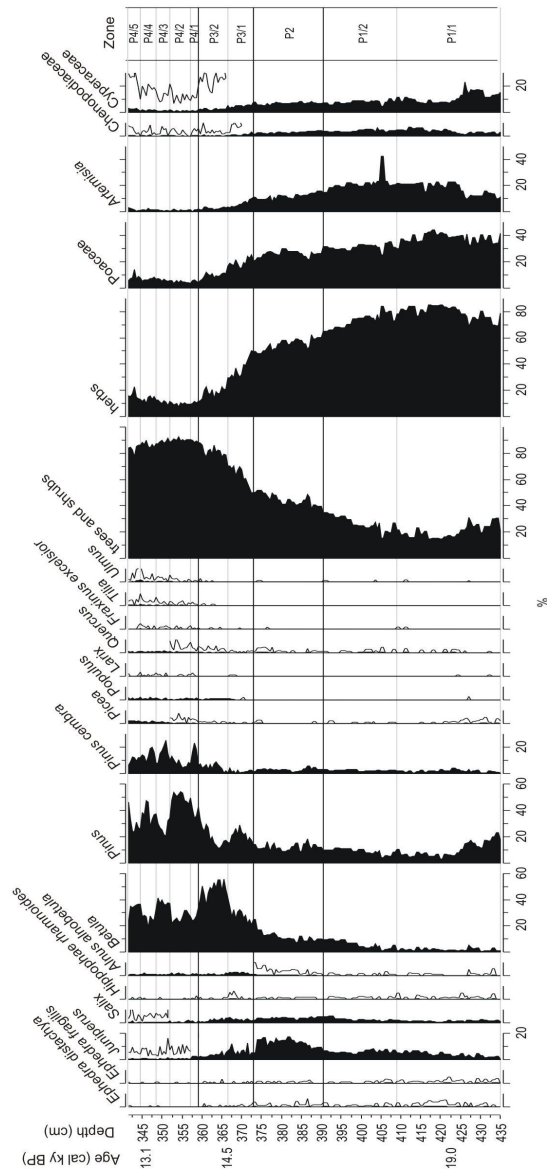 Age (cal ky BP)
Depth (cm)
Ephedra distachya
Ephedra fragilis
Juniperus
Salix
Hippophae rhamnoides
Alnus alnobetula
Betula
Pinus
Pinus cembra
Picea
Populus
Larix
Quercus
Fraxinus excelsior
Tilia
Ulmus
trees and shrubs
herbs
Poaceae
Artemisia
Chenopodiaceae
Cyperaceae
Zone
13.1
14.5
19.0
345
350
355
360
365
370
375
380
385
390
395
400
405
410
415
420
425
430
435
P4/5
P4/4
P4/3
P4/2
P4/1
P3/2
P3/1
P2
P1/2
P1/1
20
20 40 60
20 40 60
20
20 40 60 80
20 40 60 80
20 40
20 40
20
%